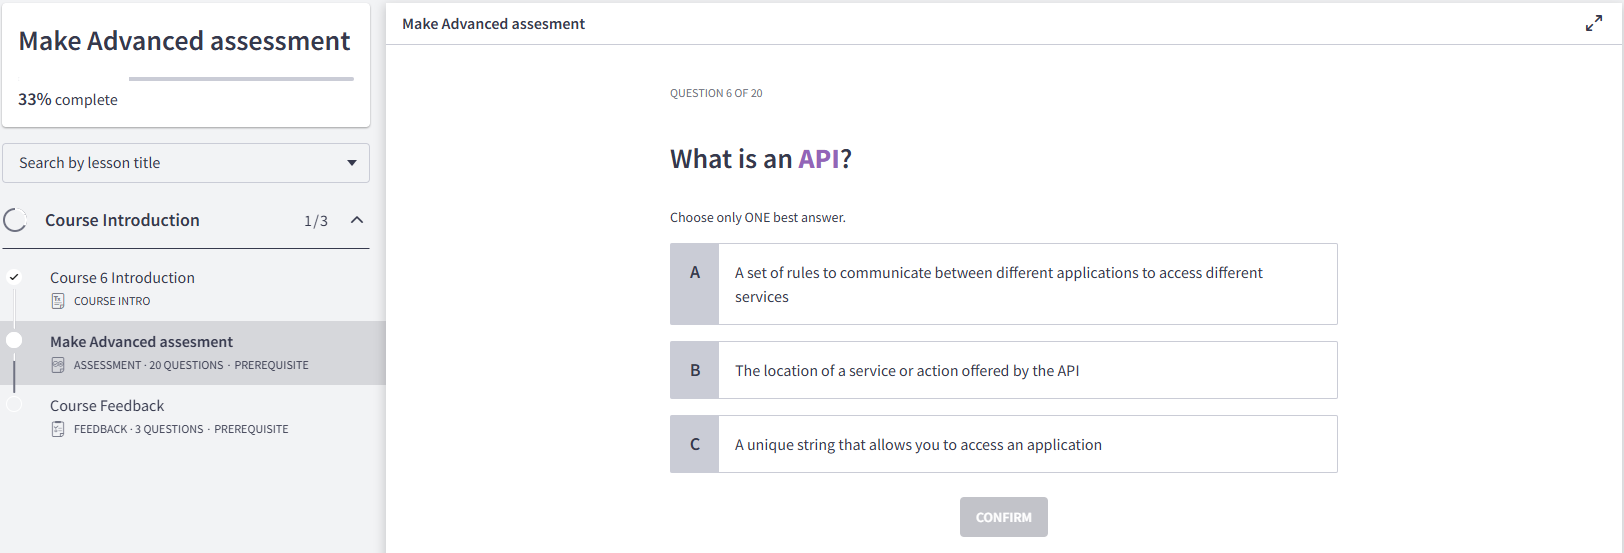 Make Advanced assessment
33% complete
Search by lesson title
Course Introduction 1/3
Course 6 Introduction
COURSE INTRO
Make Advanced assesment
ASSESSMENT · 20 QUESTIONS · PREREQUISITE
Course Feedback
FEEDBACK · 3 QUESTIONS · PREREQUISITE
Make Advanced assesment
QUESTION 6 OF 20
What is an API?
Choose only ONE best answer.
A A set of rules to communicate between different applications to access different
services
B The location of a service or action offered by the API
C A unique string that allows you to access an application
CONFIRM